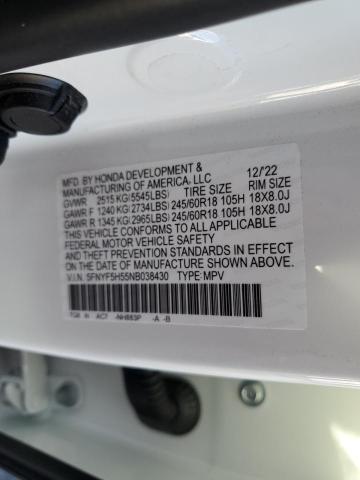 MFD. BY HONDA DEVELOPMENT & 12/'22
MANUFACTURING OF AMERICA, LLC
GVWR 2515 KG(5545LBS) TIRE SIZE RIM SIZE
GAWR F 1240 KG(2734LBS) 245/60R18 105H 18X8.0J
GAWR R 1345 KG(2965LBS) 245/60R18 105H 18X8.0J
THIS VEHICLE CONFORMS TO ALL APPLICABLE
FEDERAL MOTOR VEHICLE SAFETY STANDARDS IN EFFECT
ON THE DATE OF MANUFACTURE SHOWN ABOVE.
V.I.N. 5FNYF5H55NB038430 TYPE: MPV
-NH883P -A -B